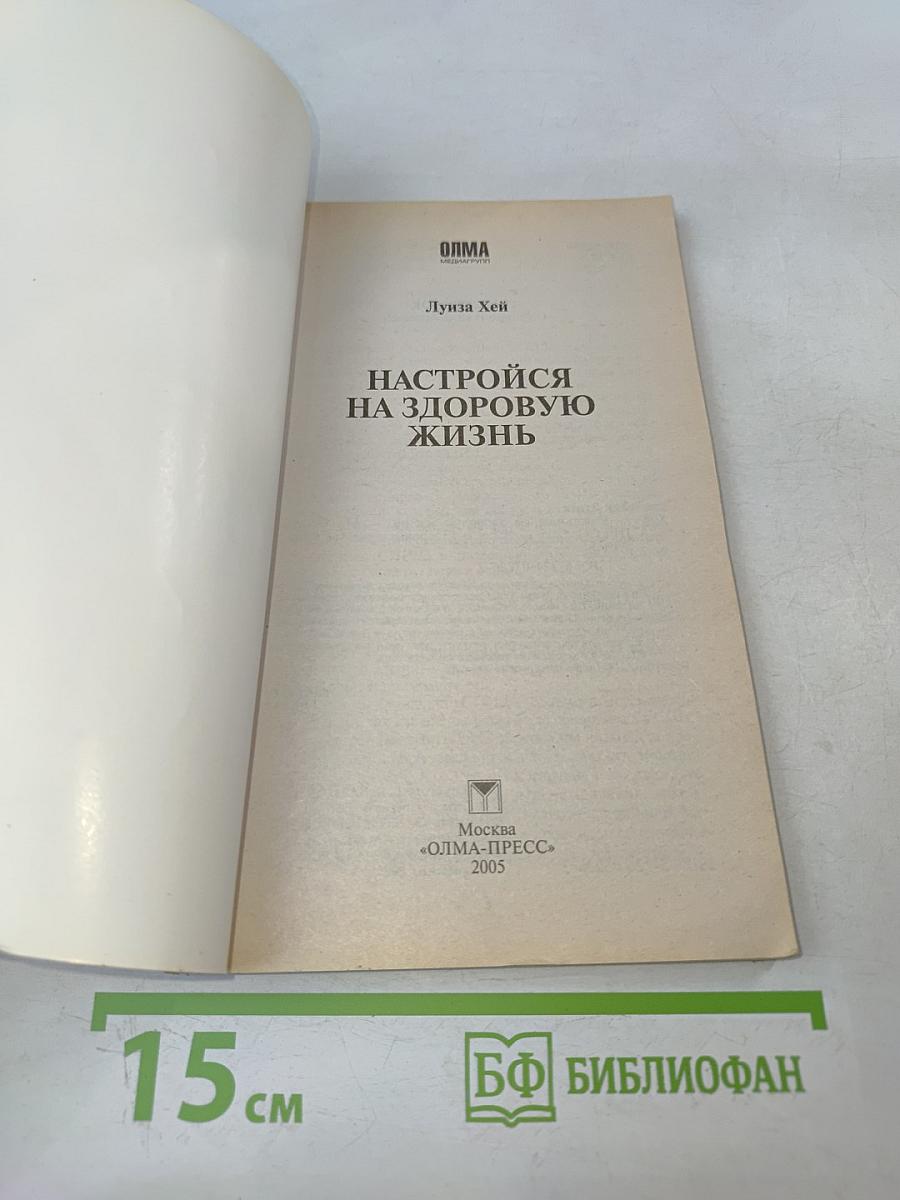 ОЛМА
МЕДИАГРУПП
Луиза Хей
НАСТРОЙСЯ
НА ЗДОРОВУЮ
ЖИЗНЬ
Москва
«ОЛМА-ПРЕСС»
2005
15 см
БФ БИБЛИОФАН